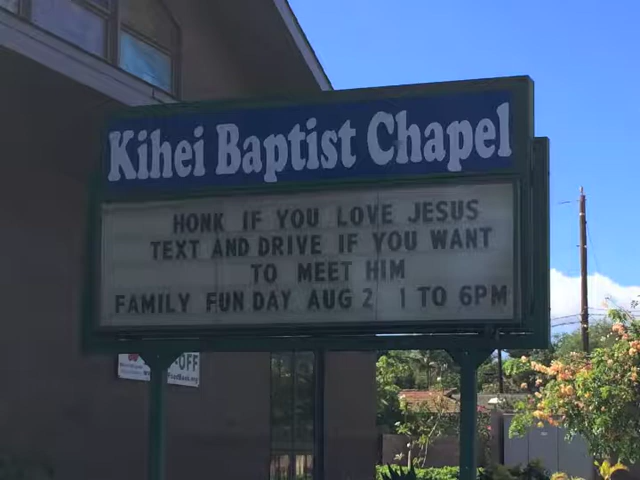 Kihei Baptist Chapel
HONK IF YOU LOVE JESUS
TEXT AND DRIVE IF YOU WANT
TO MEET HIM
FAMILY FUN DAY AUG 2 1 TO 6PM
OFF